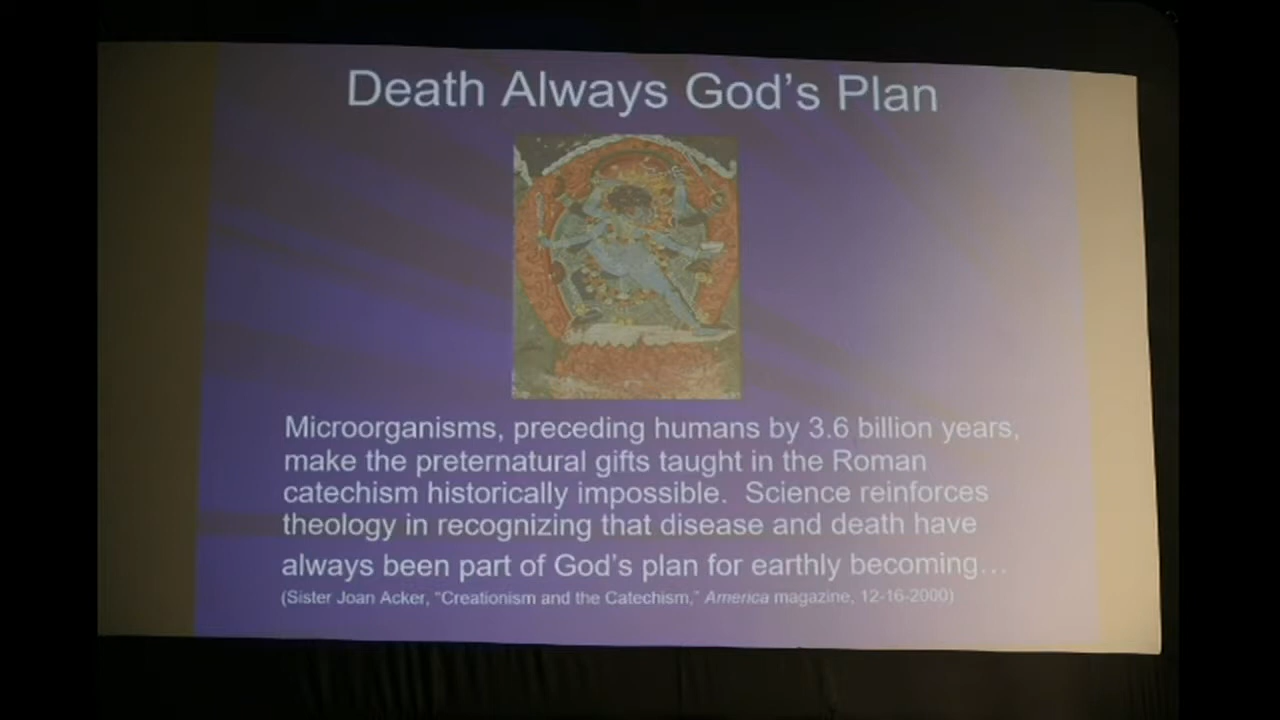 Death Always God's Plan
Microorganisms, preceding humans by 3.6 billion years,
make the preternatural gifts taught in the Roman
catechism historically impossible.  Science reinforces
theology in recognizing that disease and death have
always been part of God's plan for earthly becoming…
(Sister Joan Acker, "Creationism and the Catechism," America magazine, 12-16-2000)